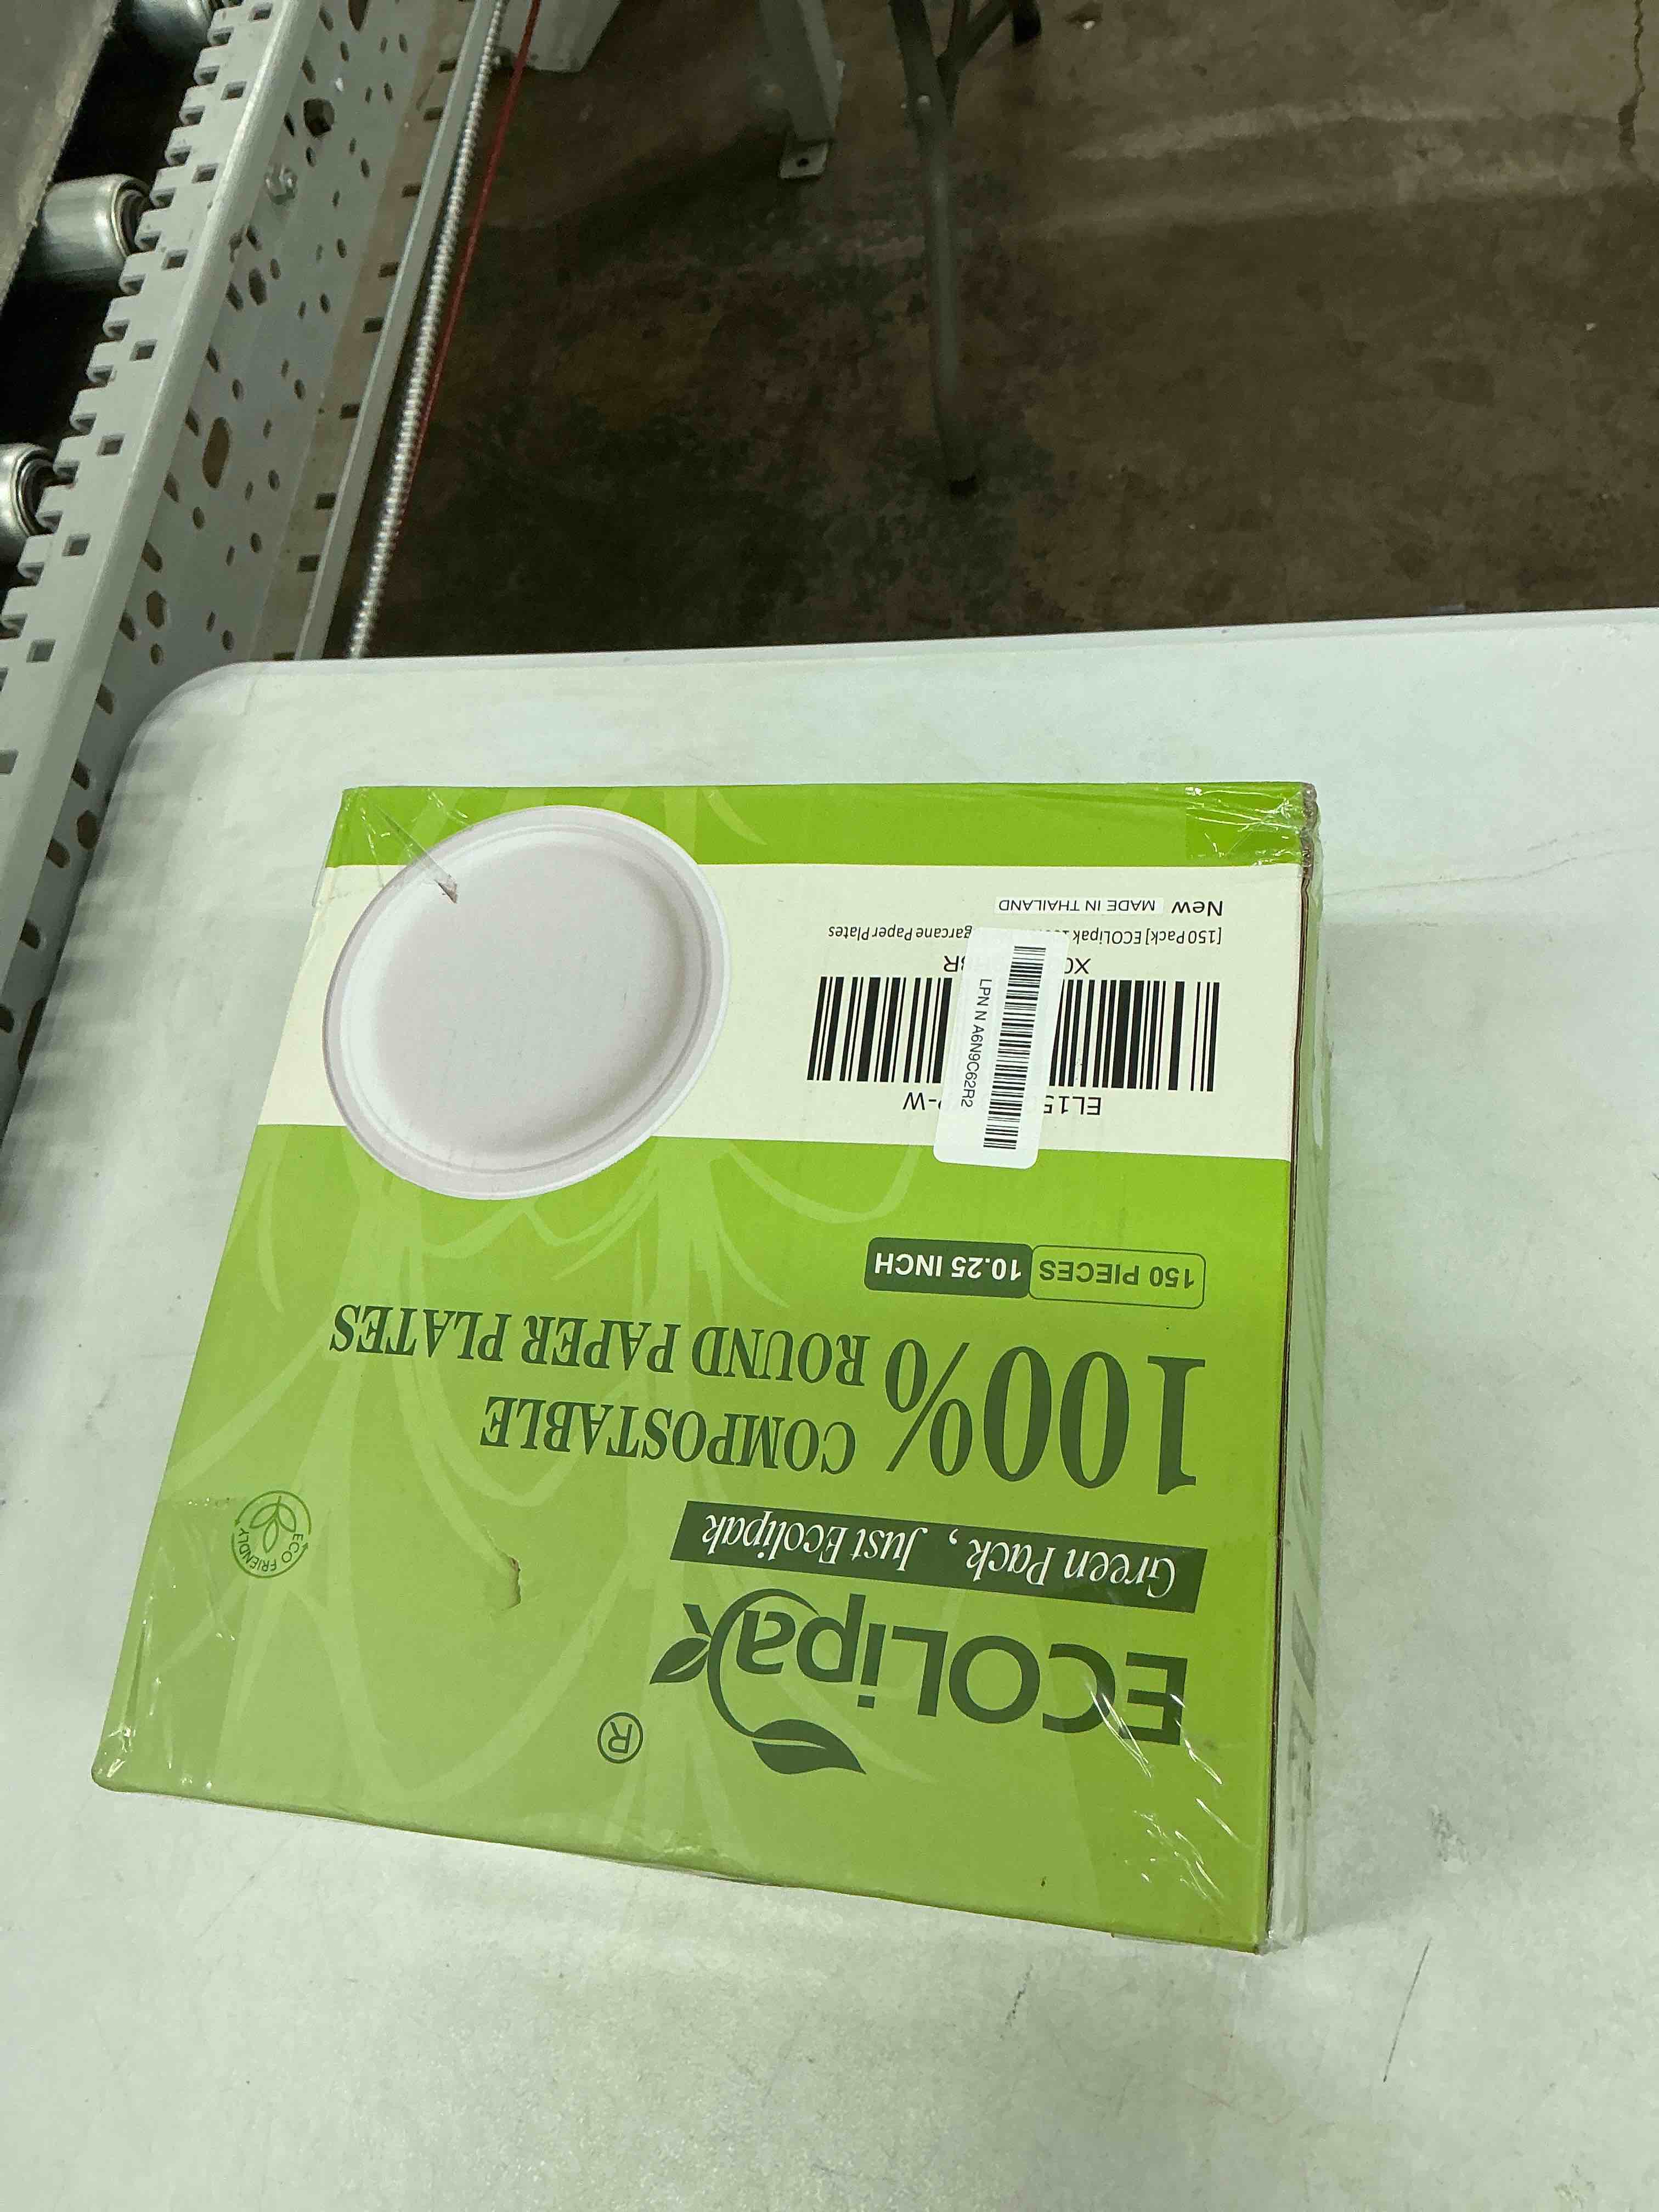 ECOLipak
®
Green Pack, Just Ecolipak
ECO FRIENDLY
100% COMPOSTABLE
ROUND PAPER PLATES
150 PIECES 10.25 INCH
-W
LPN N A6N9C62R2
X0
[150 Pack] ECOLipak Paper Plates
New MADE IN THAILAND